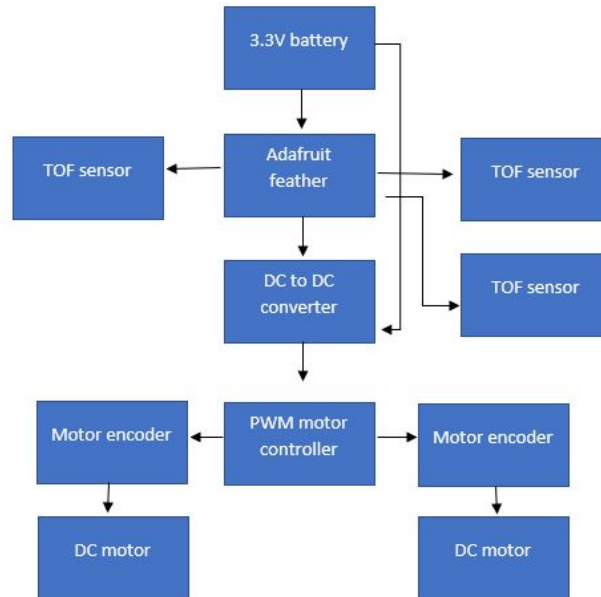 3.3V battery
TOF sensor
Adafruit
feather
TOF sensor
DC to DC
converter
TOF sensor
Motor encoder
PWM motor
controller
Motor encoder
DC motor
DC motor